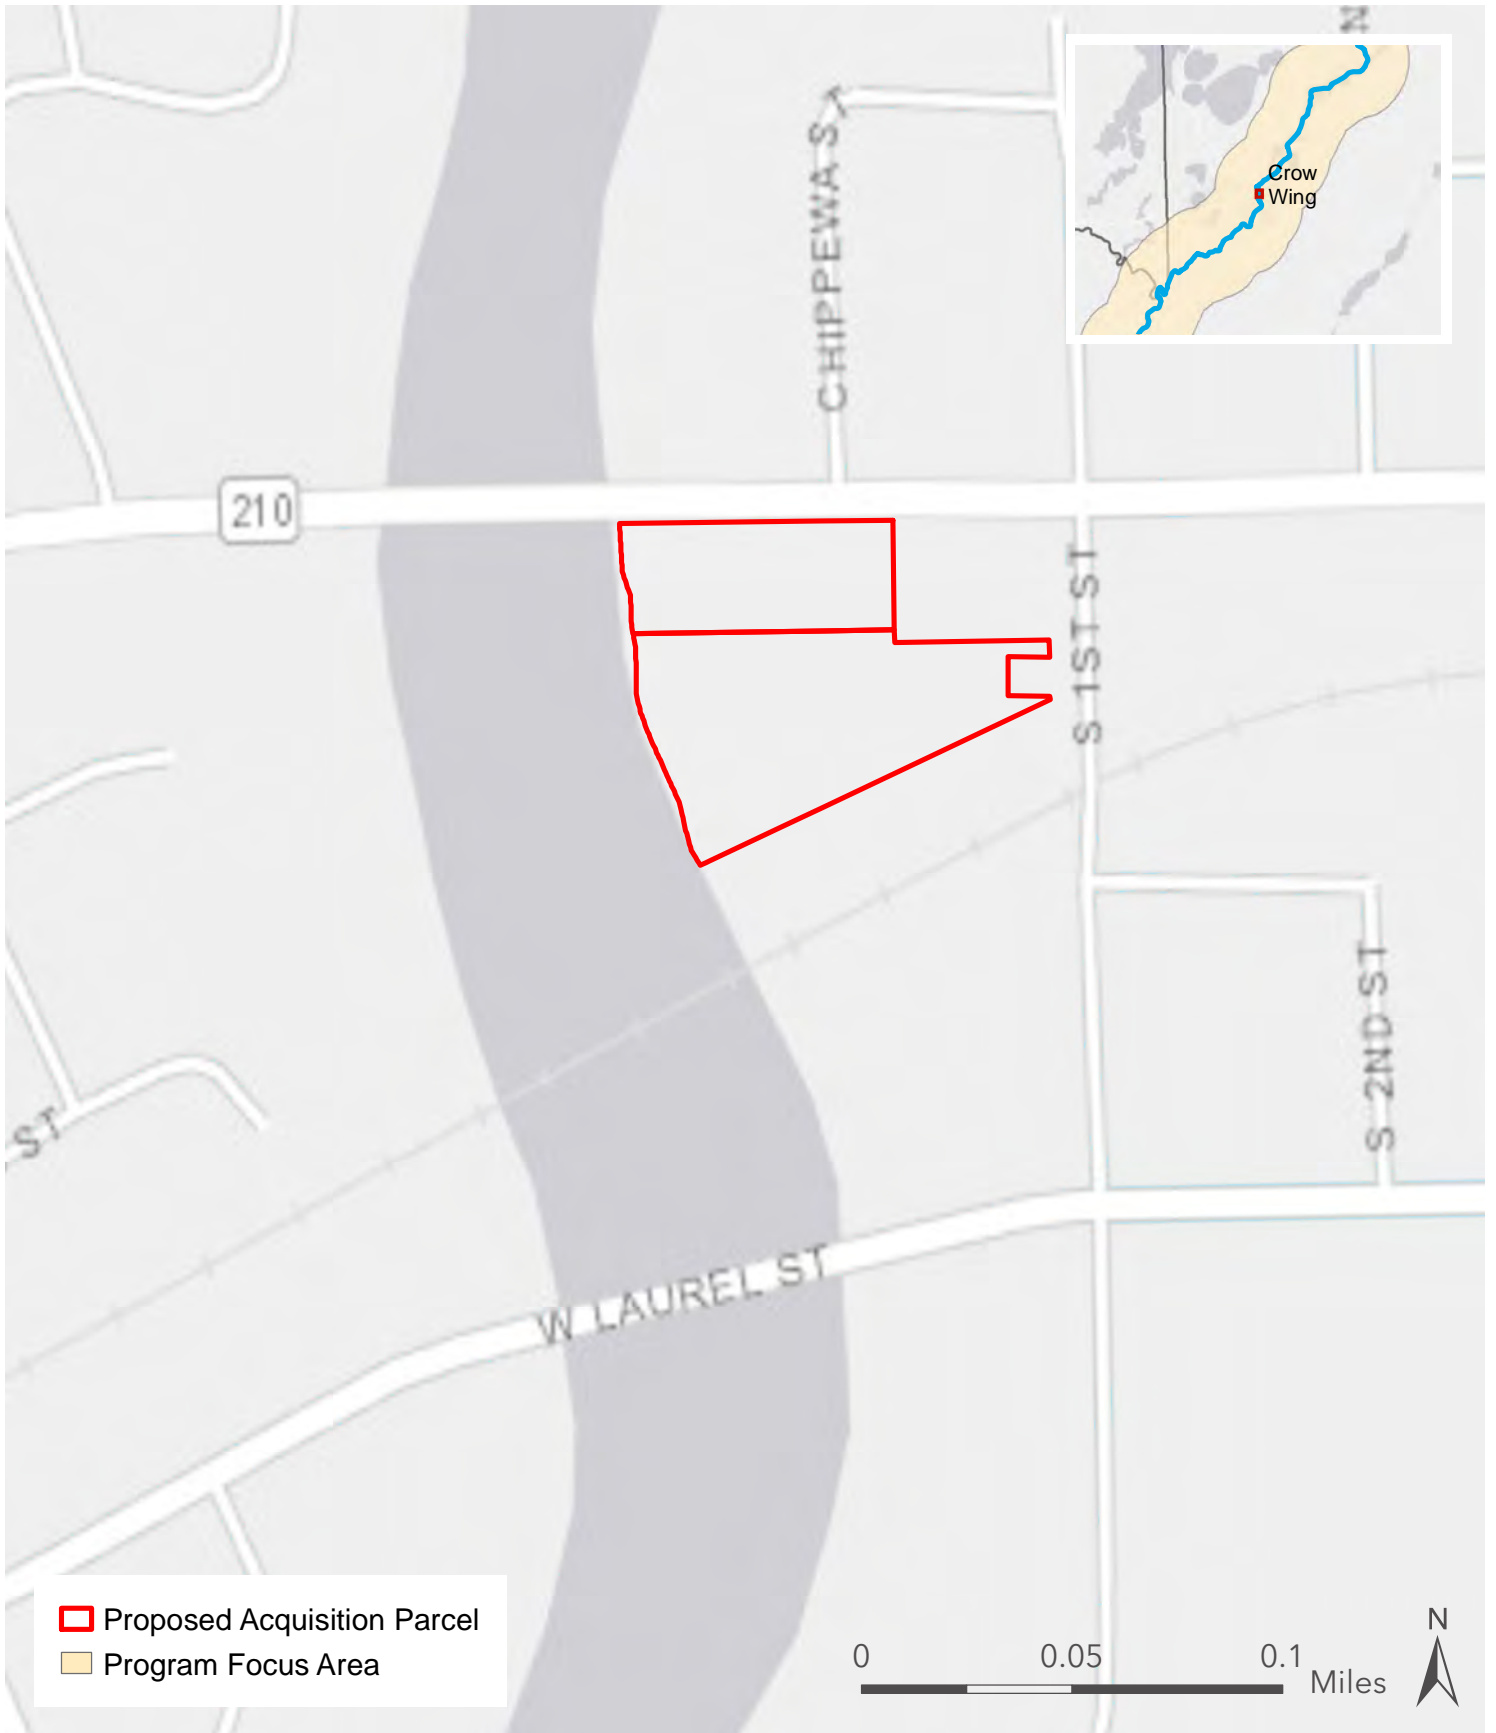 N
CHIPPEWA ST
Crow
Wing
210
S 1ST ST
S 2ND ST
ST
W LAUREL ST
Proposed Acquisition Parcel
Program Focus Area
0 0.05 0.1
Miles
N